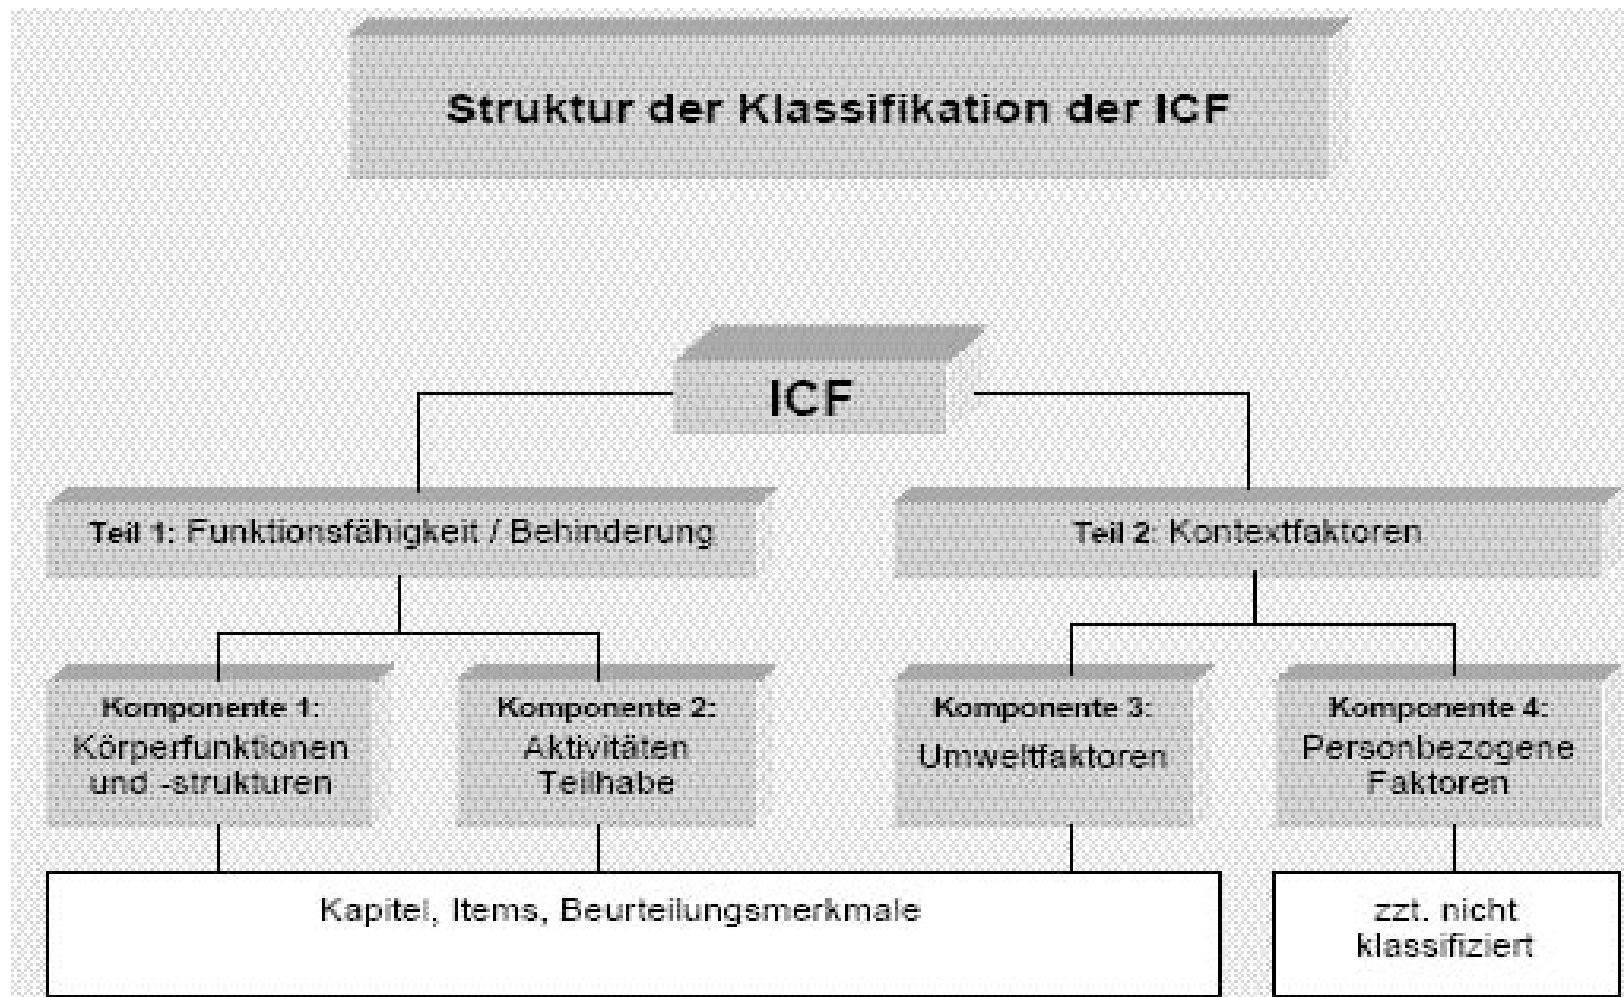 Struktur der Klassifikation der ICF
ICF
Teil 1: Funktionsfähigkeit / Behinderung
Teil 2: Kontextfaktoren
Komponente 1:
Körperfunktionen
und -strukturen
Komponente 2:
Aktivitäten
Teilhabe
Komponente 3:
Umweltfaktoren
Komponente 4:
Personbezogene
Faktoren
Kapitel, Items, Beurteilungsmerkmale
zzt. nicht
klassifiziert